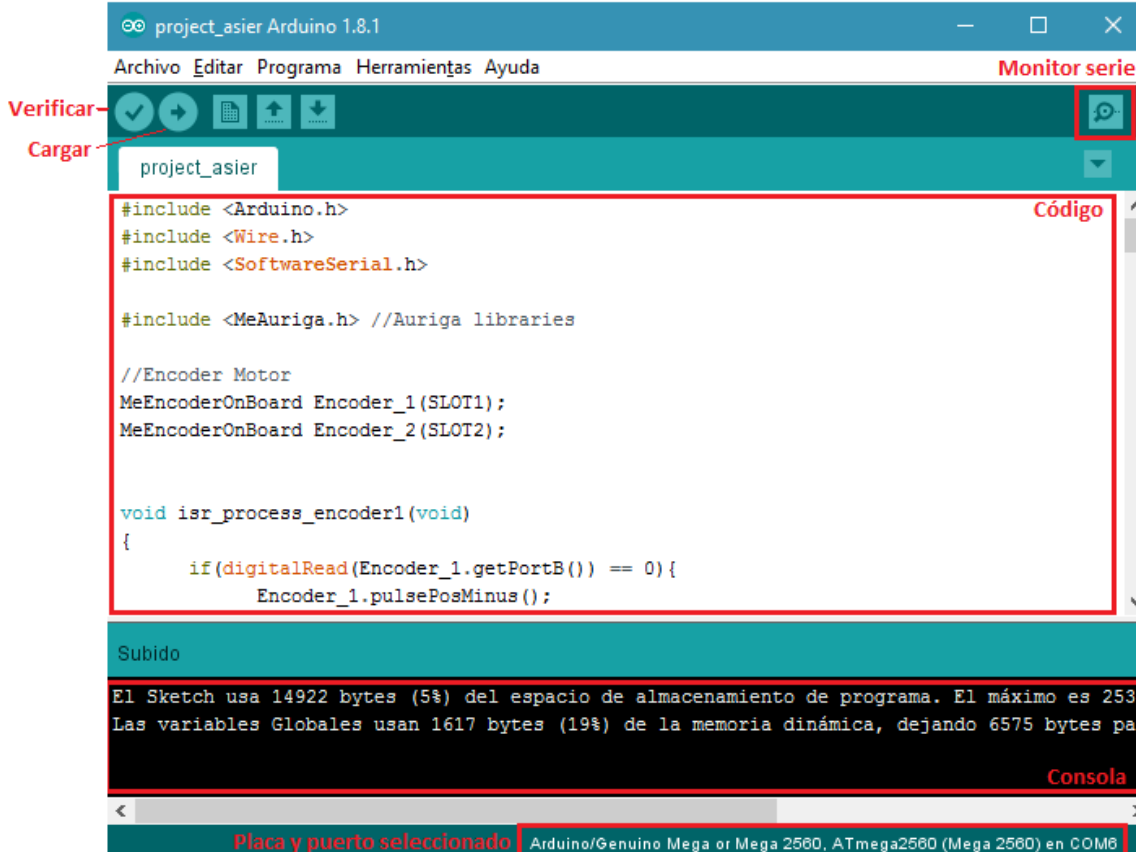 project_asier Arduino 1.8.1
Archivo Editar Programa Herramientas Ayuda
Monitor serie
Verificar
Cargar
project_asier
Código
#include <Arduino.h>
#include <Wire.h>
#include <SoftwareSerial.h>
#include <MeAuriga.h> //Auriga libraries
//Encoder Motor
MeEncoderOnBoard Encoder_1(SLOT1);
MeEncoderOnBoard Encoder_2(SLOT2);
void isr_process_encoder1(void)
{
if(digitalRead(Encoder_1.getPortB()) == 0){
Encoder_1.pulsePosMinus();
Subido
El Sketch usa 14922 bytes (5%) del espacio de almacenamiento de programa. El máximo es 253
Las variables Globales usan 1617 bytes (19%) de la memoria dinámica, dejando 6575 bytes pa
Consola
Placa y puerto seleccionado
Arduino/Genuino Mega or Mega 2560, ATmega2560 (Mega 2560) en COM6